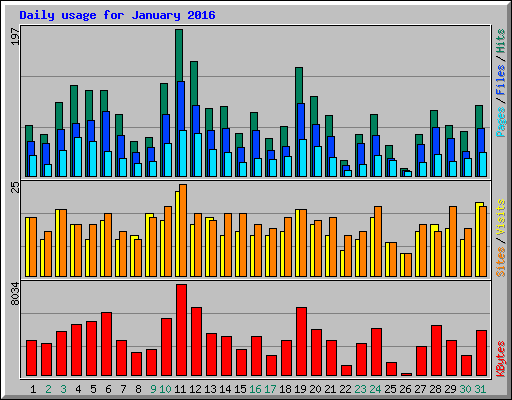 Daily usage for January 2016
197
Pages / Files / Hits
25
Sites / Visits
8034
KBytes
1 2 3 4 5 6 7 8 9 10 11 12 13 14 15 16 17 18 19 20 21 22 23 24 25 26 27 28 29 30 31